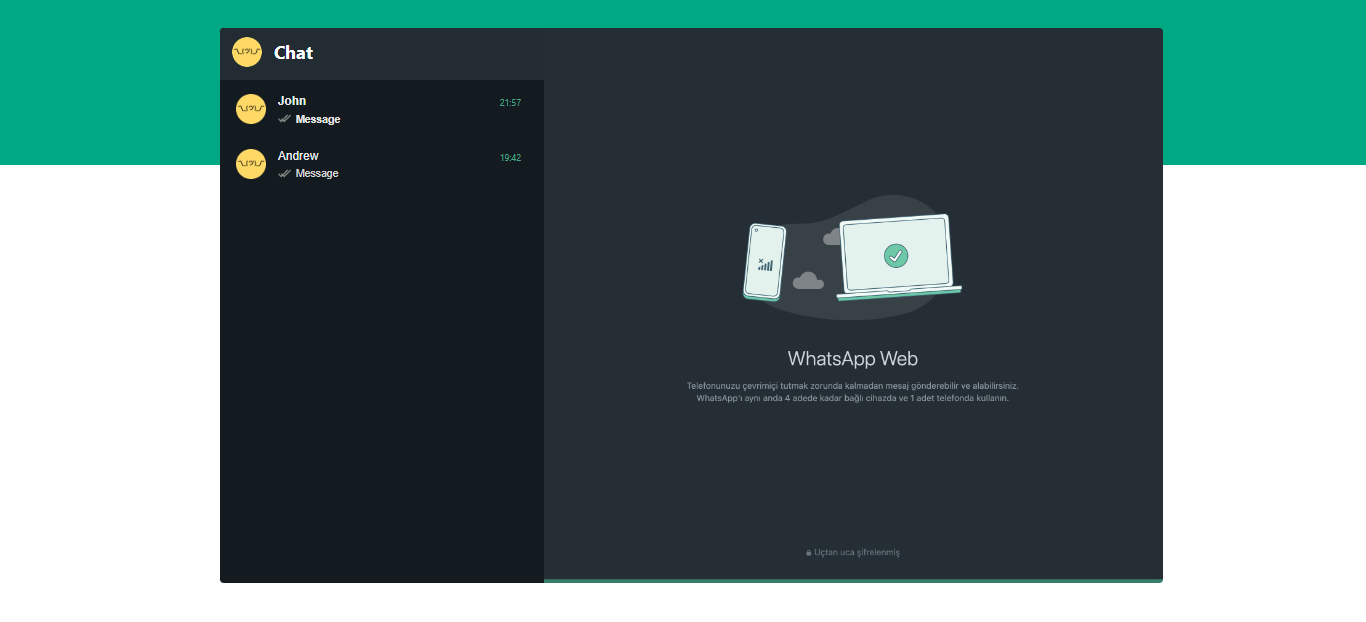 Chat
John
21:57
Message
Andrew
19:42
Message
WhatsApp Web
Telefonunuzu çevrimiçi tutmak zorunda kalmadan mesaj gönderebilir ve alabilirsiniz.
WhatsApp'ı aynı anda 4 adede kadar bağlı cihazda ve 1 adet telefonda kullanın.
Uçtan uca şifrelenmiş